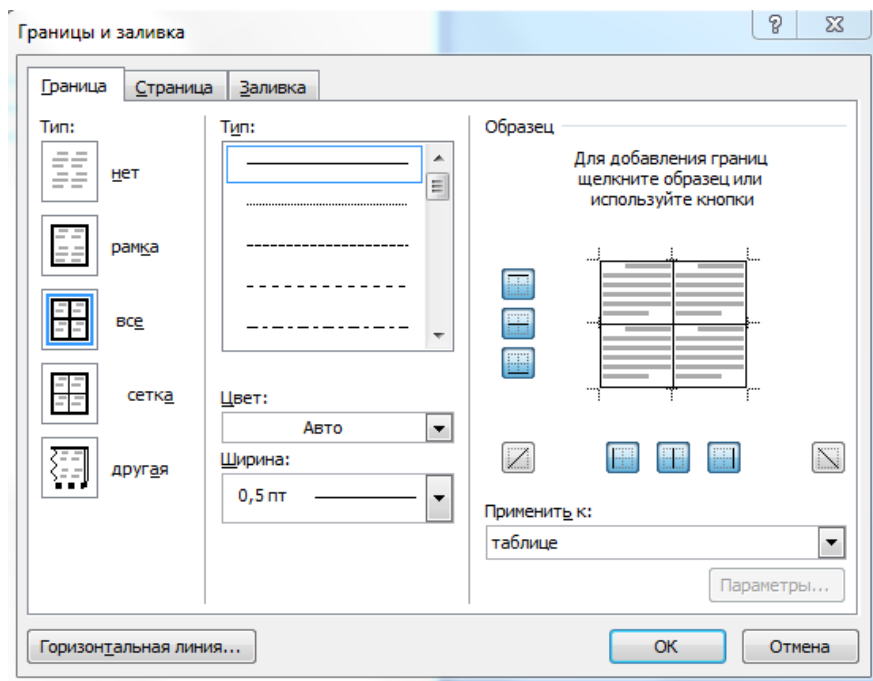 Границы и заливка
Граница
Страница
Заливка
Тип:
нет
рамка
все
сетка
другая
Тип:
Цвет:
Авто
Ширина:
0,5 пт
Образец
Для добавления границ
щелкните образец или
используйте кнопки
Применить к:
таблице
Параметры...
Горизонтальная линия...
ОК
Отмена